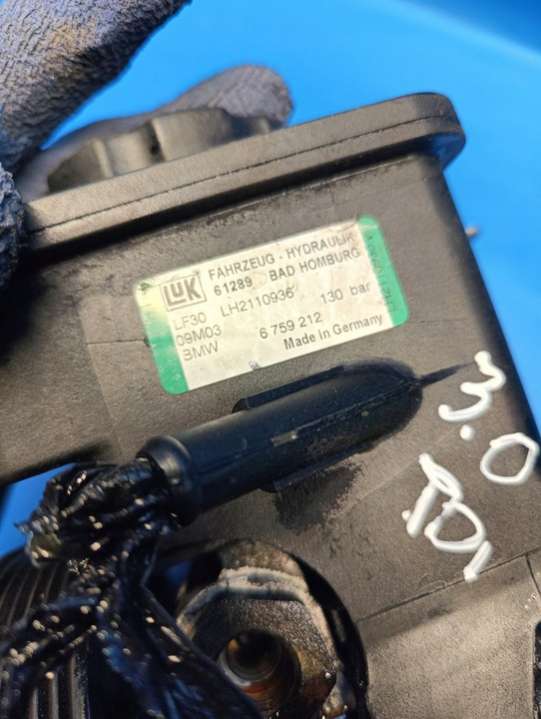 LUK
FAHRZEUG - HYDRAULIK
61289 BAD HOMBURG
LF30 LH2110936 130 bar
09M03
BMW 6 759 212
Made in Germany
3.0
TDI